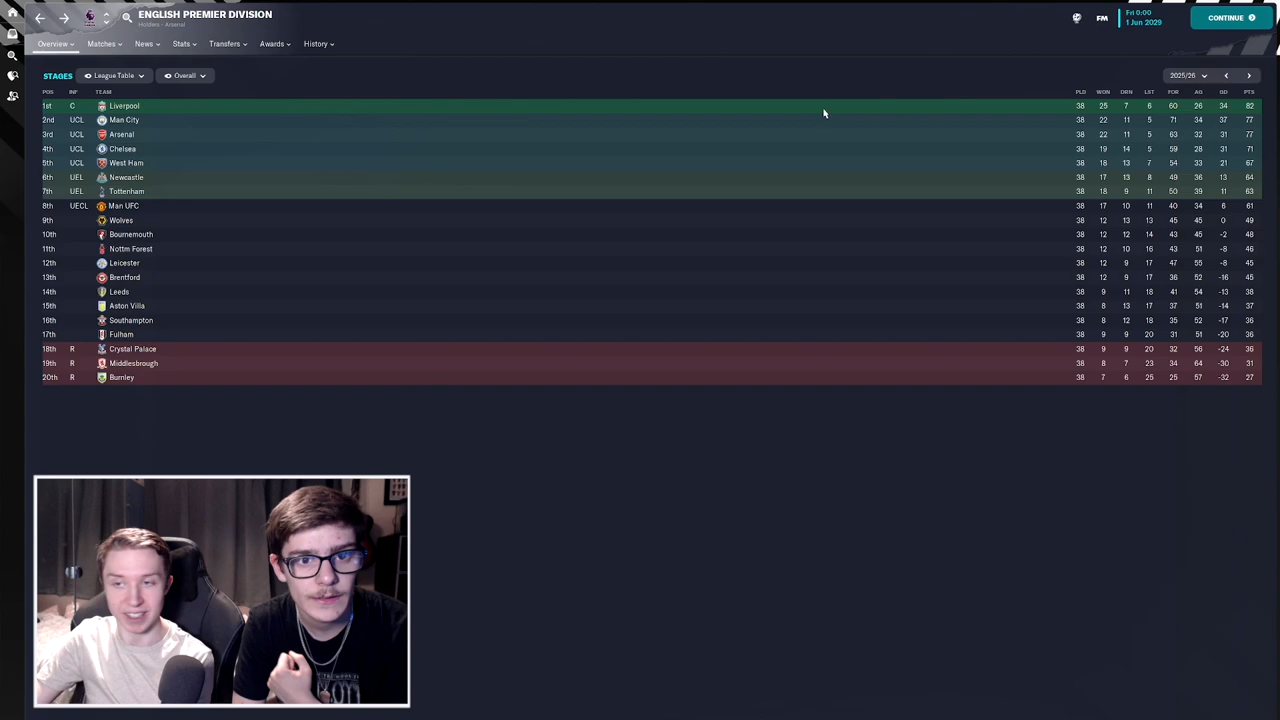 ENGLISH PREMIER DIVISION
Holders - Arsenal
FM
Fri 0:00
1 Jun 2029
CONTINUE
Overview Matches News Stats Transfers Awards History
STAGES League Table Overall 2025/26
POS INF TEAM PLD WON DRN LST FOR AG GD PTS
1st C Liverpool 38 25 7 6 60 26 34 82
2nd UCL Man City 38 22 11 5 71 34 37 77
3rd UCL Arsenal 38 22 11 5 63 32 31 77
4th UCL Chelsea 38 19 14 5 59 28 31 71
5th UCL West Ham 38 18 13 7 54 33 21 67
6th UEL Newcastle 38 17 13 8 49 36 13 64
7th UEL Tottenham 38 18 9 11 50 39 11 63
8th UECL Man UFC 38 17 10 11 40 34 6 61
9th Wolves 38 12 13 13 45 45 0 49
10th Bournemouth 38 12 12 14 43 45 -2 48
11th Nottm Forest 38 12 10 16 43 51 -8 46
12th Leicester 38 12 9 17 47 55 -8 45
13th Brentford 38 12 9 17 36 52 -16 45
14th Leeds 38 9 11 18 41 54 -13 38
15th Aston Villa 38 8 13 17 37 51 -14 37
16th Southampton 38 8 12 18 35 52 -17 36
17th Fulham 38 9 9 20 31 51 -20 36
18th R Crystal Palace 38 9 9 20 32 56 -24 36
19th R Middlesbrough 38 8 7 23 34 64 -30 31
20th R Burnley 38 7 6 25 25 57 -32 27